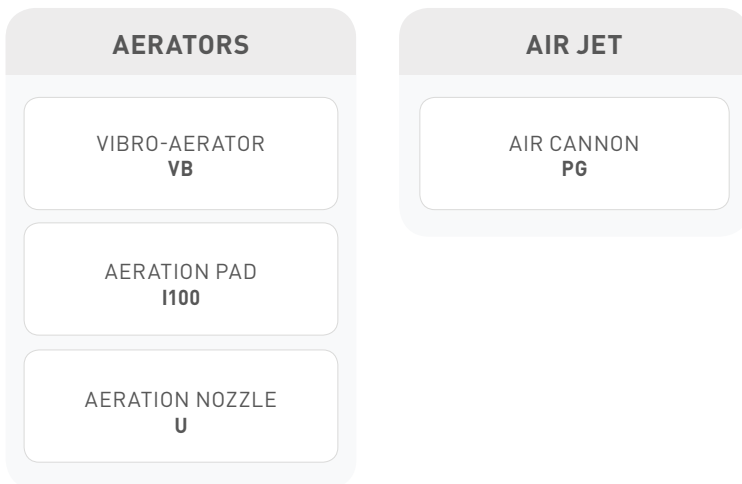 AERATORS
VIBRO-AERATOR
VB
AERATION PAD
I100
AERATION NOZZLE
U
AIR JET
AIR CANNON
PG